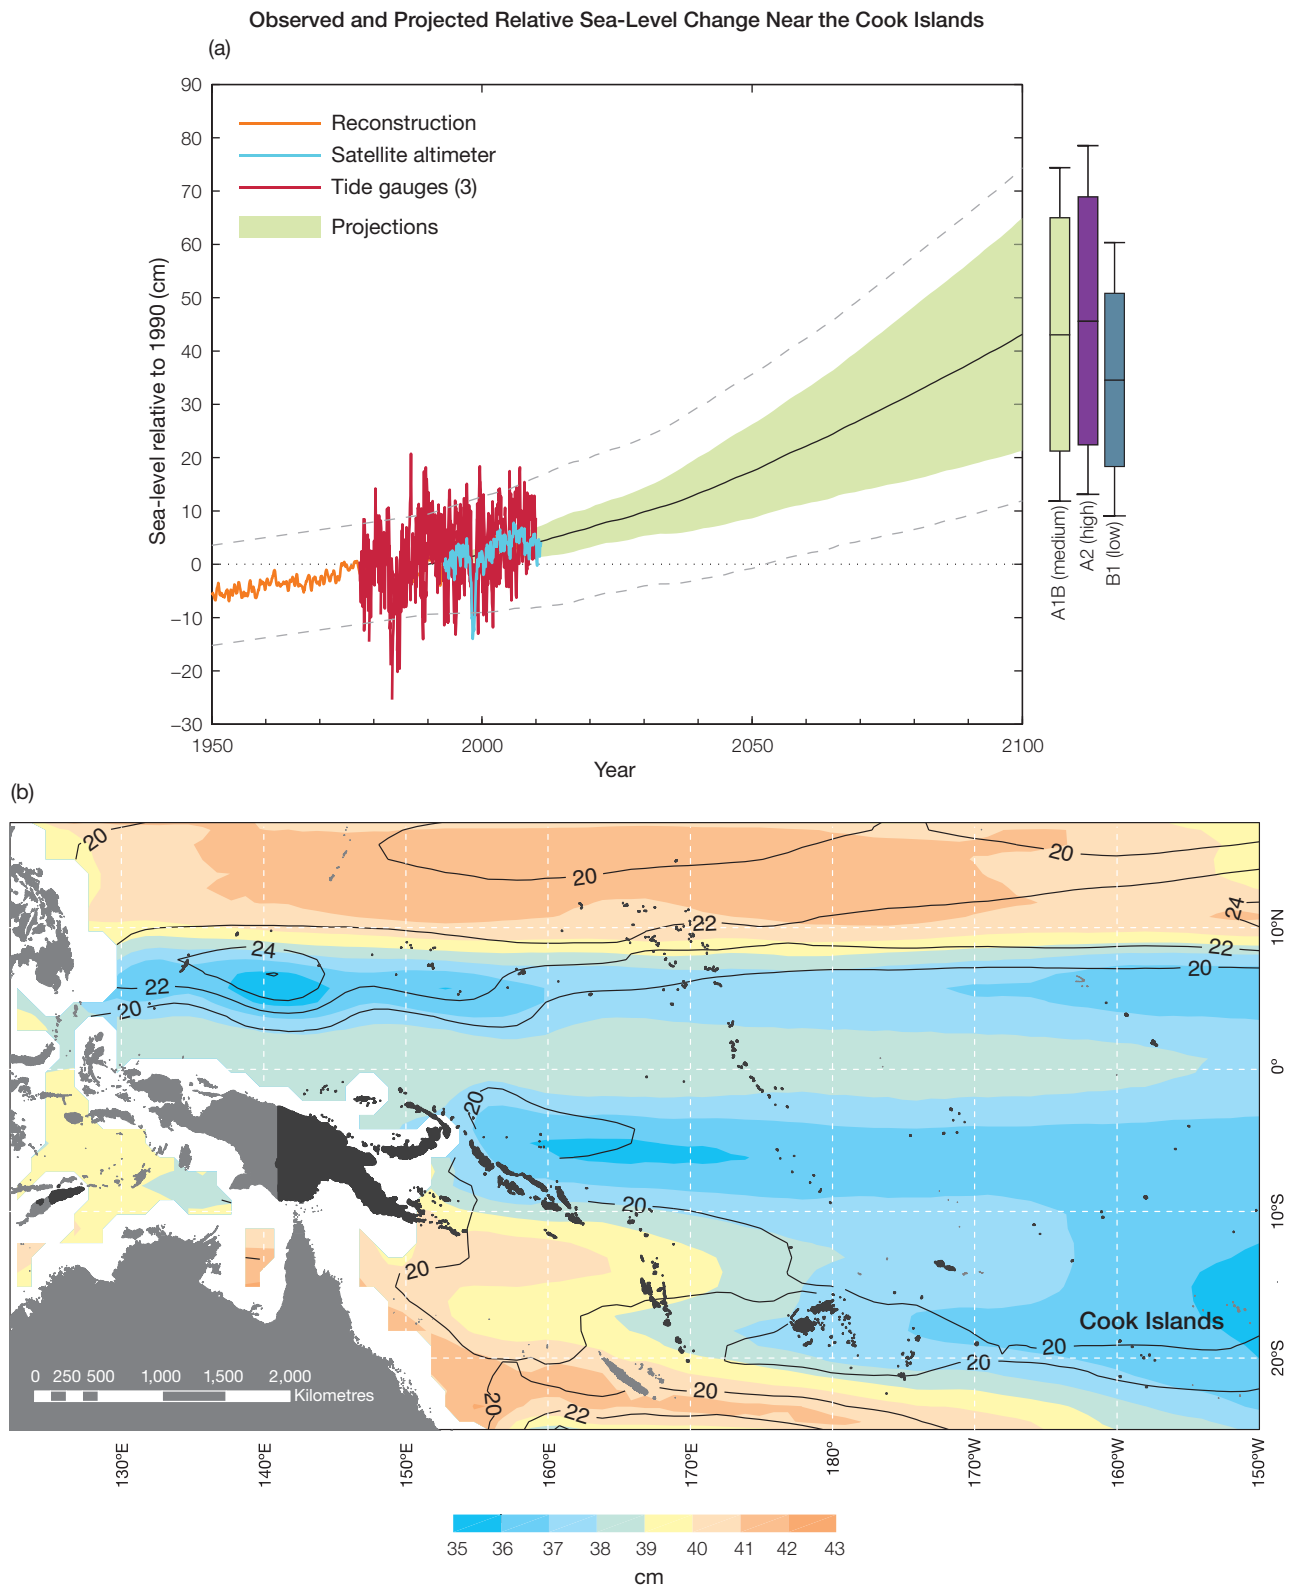 Observed and Projected Relative Sea-Level Change Near the Cook Islands
(a)
90
80
70
60
50
40
30
20
10
0
−10
−20
−30
Sea-level relative to 1990 (cm)
Reconstruction
Satellite altimeter
Tide gauges (3)
Projections
1950
2000
2050
2100
Year
A1B (medium)
A2 (high)
B1 (low)
(b)
20
20
20
24
22
22
24
22
20
22
20
20
20
20
Cook Islands
20
20
20
20
22
10°N
0°
10°S
20°S
0 250 500 1,000 1,500 2,000
Kilometres
130°E
140°E
150°E
160°E
170°E
180°
170°W
160°W
150°W
35 36 37 38 39 40 41 42 43
cm